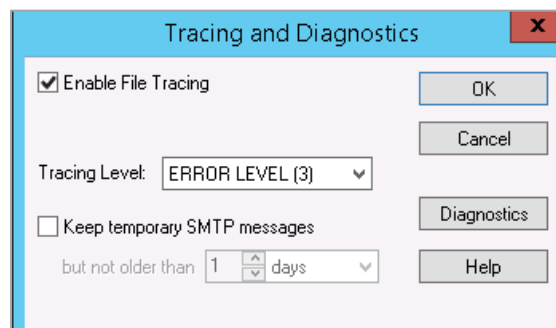 Tracing and Diagnostics
x
Enable File Tracing
OK
Cancel
Tracing Level: ERROR LEVEL (3)
Diagnostics
Keep temporary SMTP messages
but not older than 1 days
Help